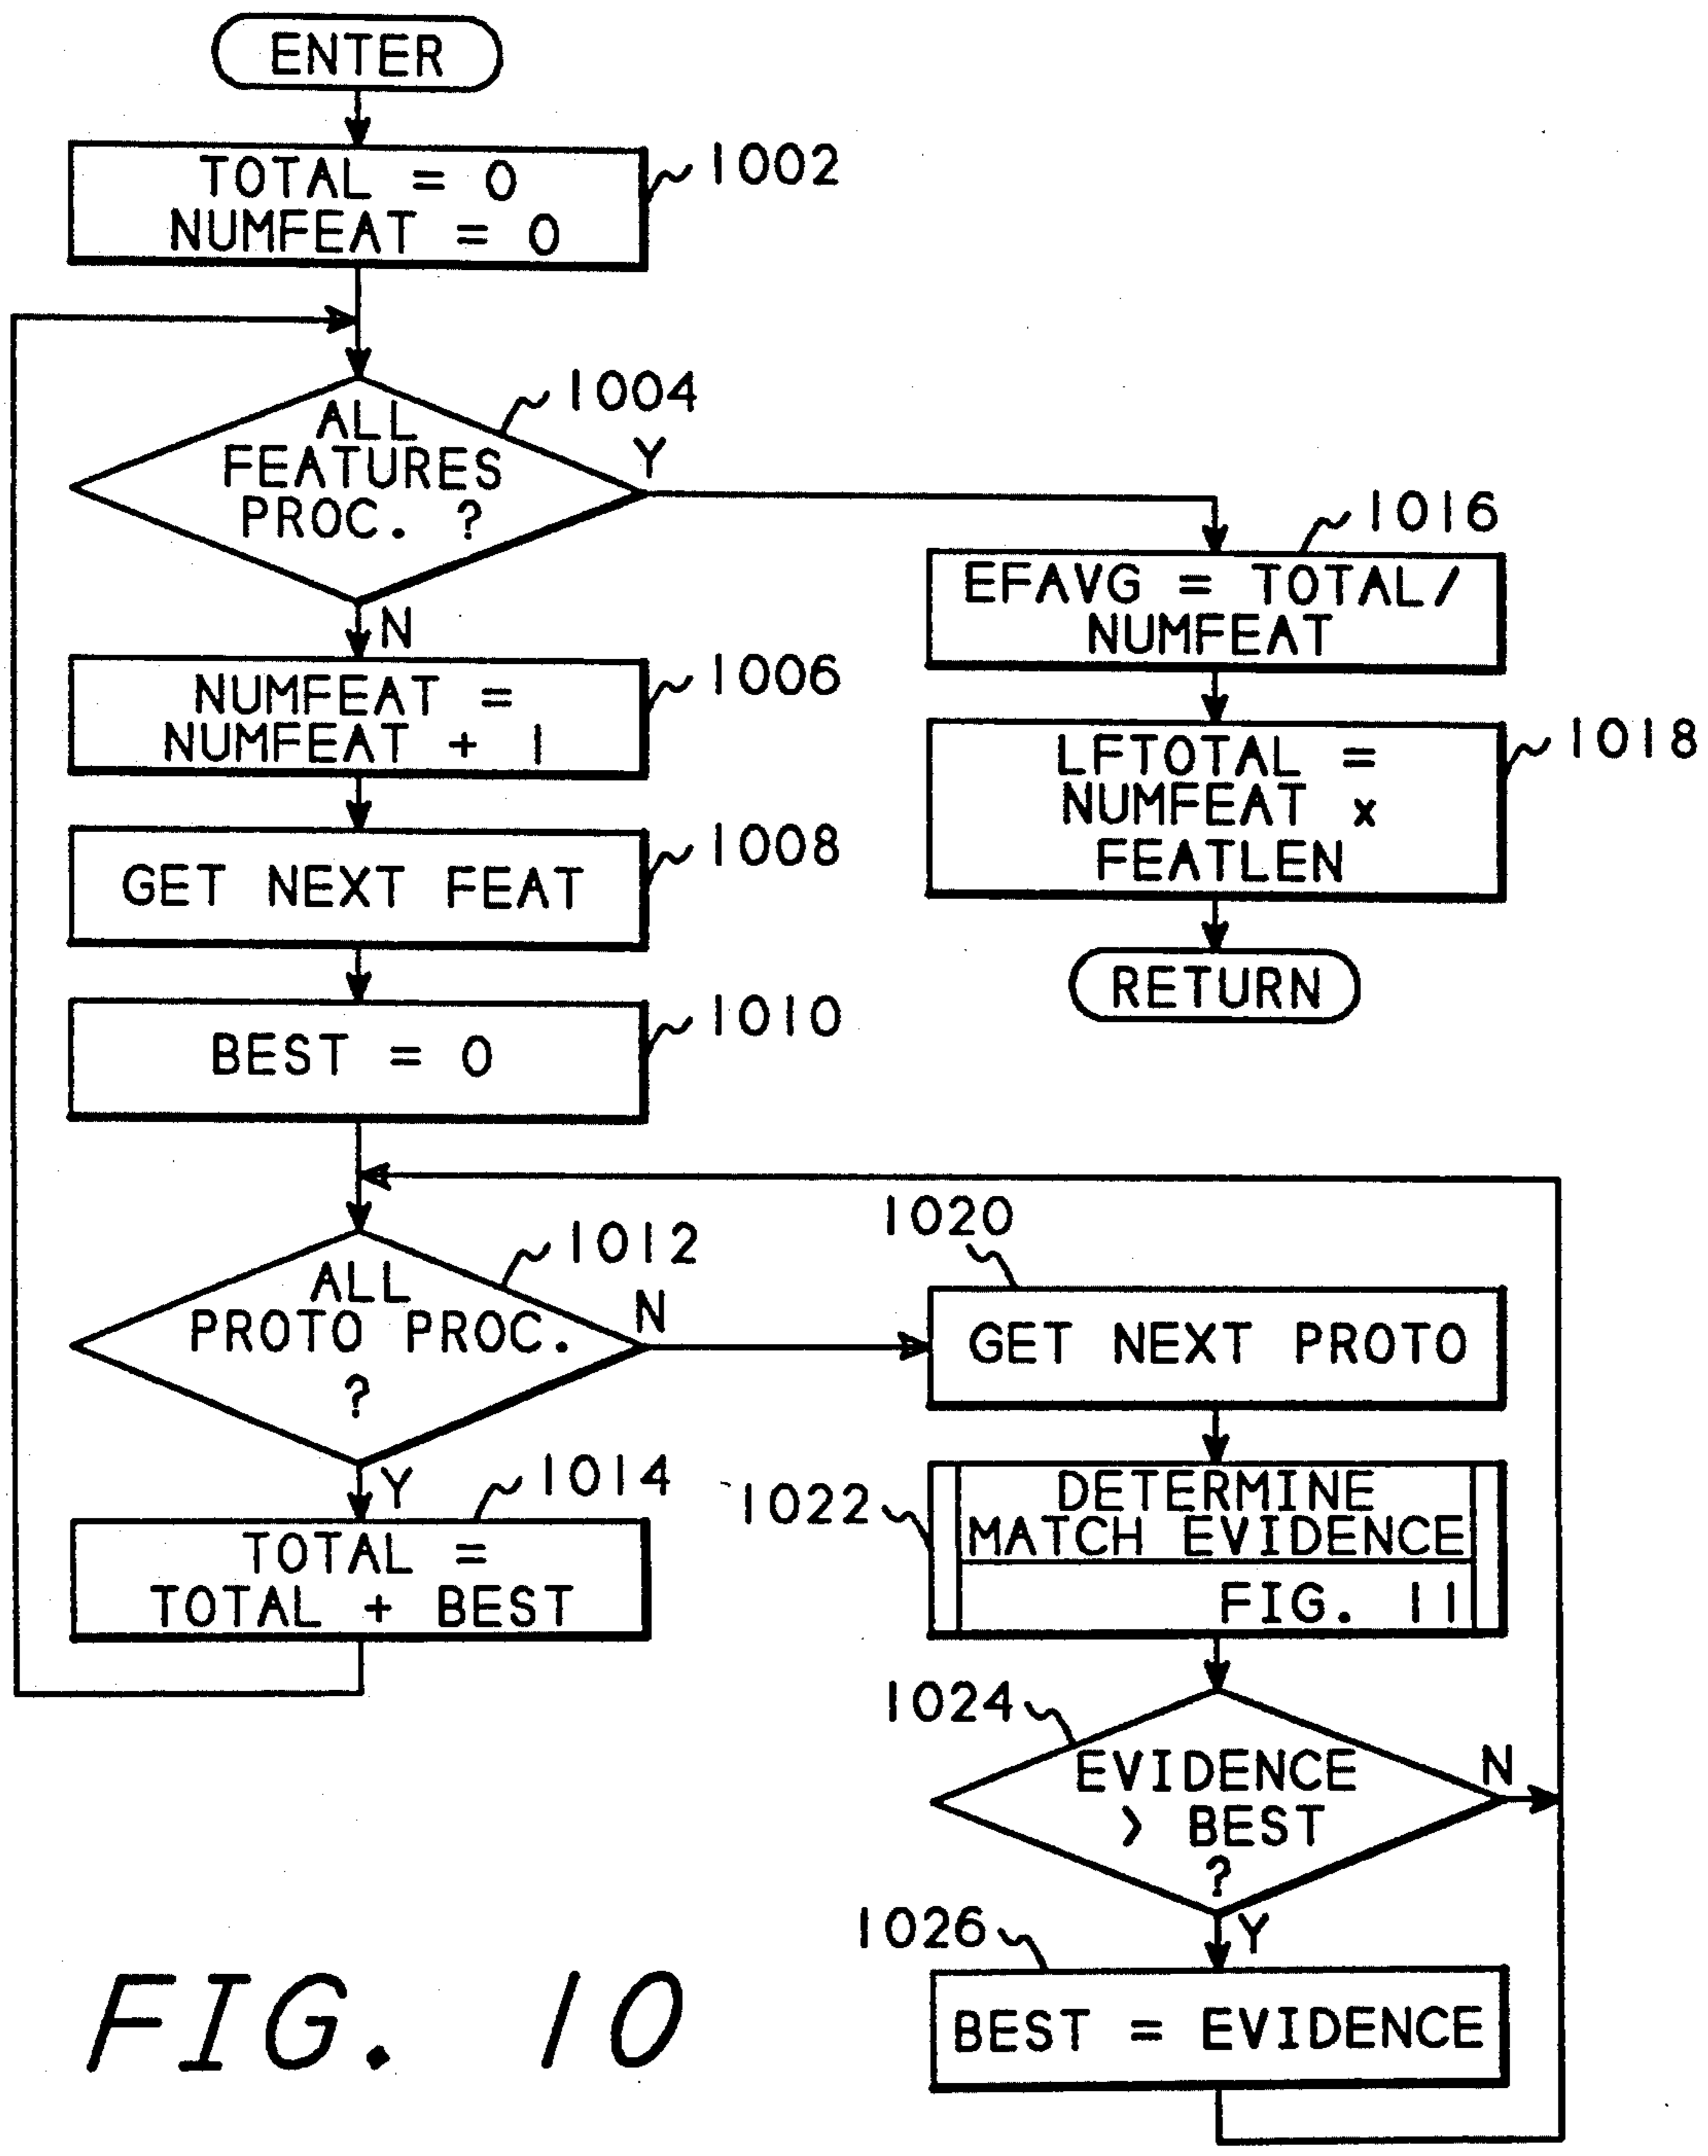 ENTER
TOTAL = 0
NUMFEAT = 0
1002
ALL
FEATURES
PROC. ?
1004
Y
N
NUMFEAT =
NUMFEAT + 1
1006
GET NEXT FEAT
1008
BEST = 0
1010
EFAVG = TOTAL/
NUMFEAT
1016
LFTOTAL =
NUMFEAT x
FEATLEN
1018
RETURN
ALL
PROTO PROC.
?
1012
N
Y
TOTAL =
TOTAL + BEST
1014
1020
GET NEXT PROTO
1022
DETERMINE
MATCH EVIDENCE
FIG. 11
1024
EVIDENCE
> BEST
?
N
Y
1026
BEST = EVIDENCE
FIG. 10